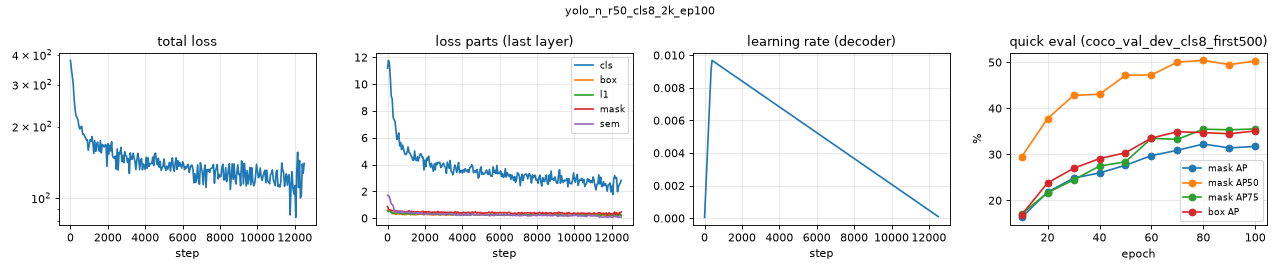 yolo_n_r50_cls8_2k_ep100
total loss
4 × 10²
3 × 10²
2 × 10²
10²
0 2000 4000 6000 8000 10000 12000
step
loss parts (last layer)
12
10
8
6
4
2
0
cls
box
l1
mask
sem
0 2000 4000 6000 8000 10000 12000
step
learning rate (decoder)
0.010
0.008
0.006
0.004
0.002
0.000
0 2000 4000 6000 8000 10000 12000
step
quick eval (coco_val_dev_cls8_first500)
%
50
40
30
20
mask AP
mask AP50
mask AP75
box AP
20 40 60 80 100
epoch